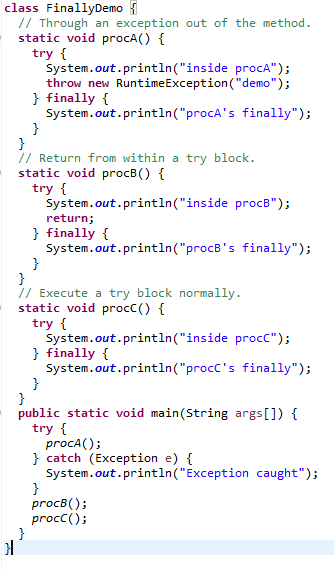 class FinallyDemo {
  // Through an exception out of the method.
  static void procA() {
    try {
      System.out.println("inside procA");
      throw new RuntimeException("demo");
    } finally {
      System.out.println("procA's finally");
    }
  }
  // Return from within a try block.
  static void procB() {
    try {
      System.out.println("inside procB");
      return;
    } finally {
      System.out.println("procB's finally");
    }
  }
  // Execute a try block normally.
  static void procC() {
    try {
      System.out.println("inside procC");
    } finally {
      System.out.println("procC's finally");
    }
  }
  public static void main(String args[]) {
    try {
      procA();
    } catch (Exception e) {
      System.out.println("Exception caught");
    }
    procB();
    procC();
  }
}